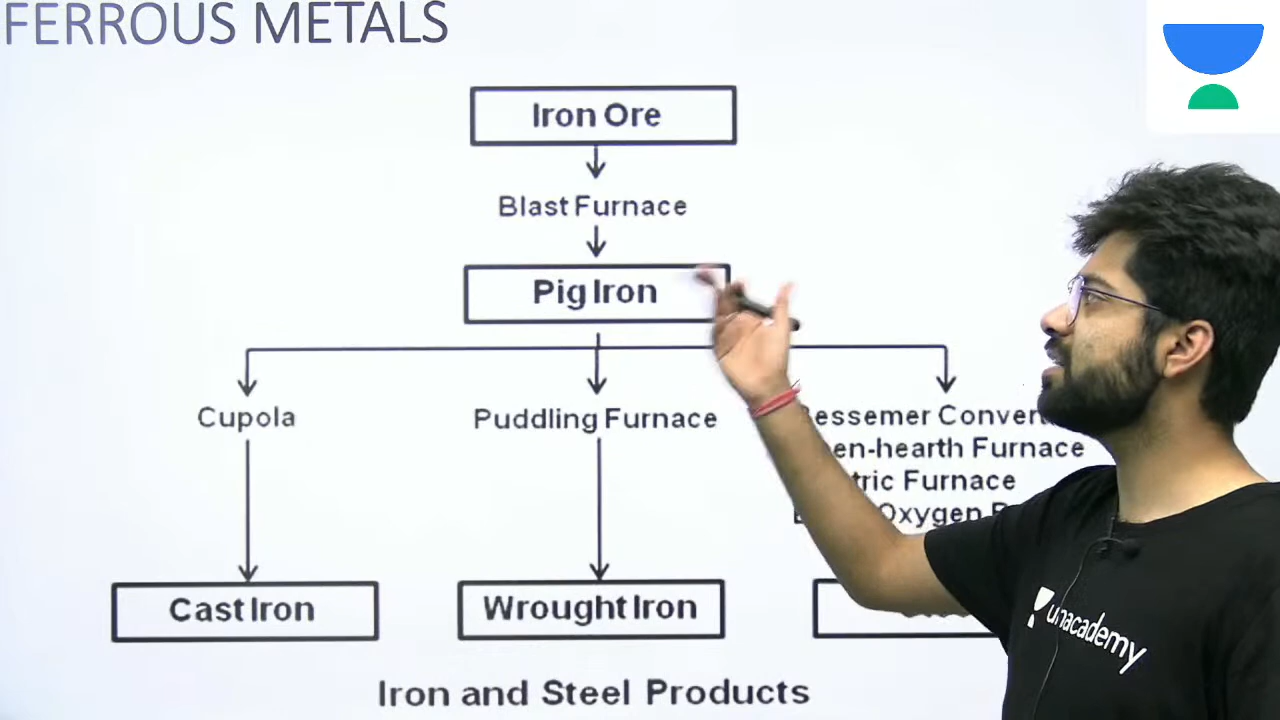 FERROUS METALS
Iron Ore
Blast Furnace
Pig Iron
Cupola
Puddling Furnace
essemer Convert
en-hearth Furnace
tric Furnace
Oxygen
Cast Iron
Wrought Iron
Iron and Steel Products
unacademy